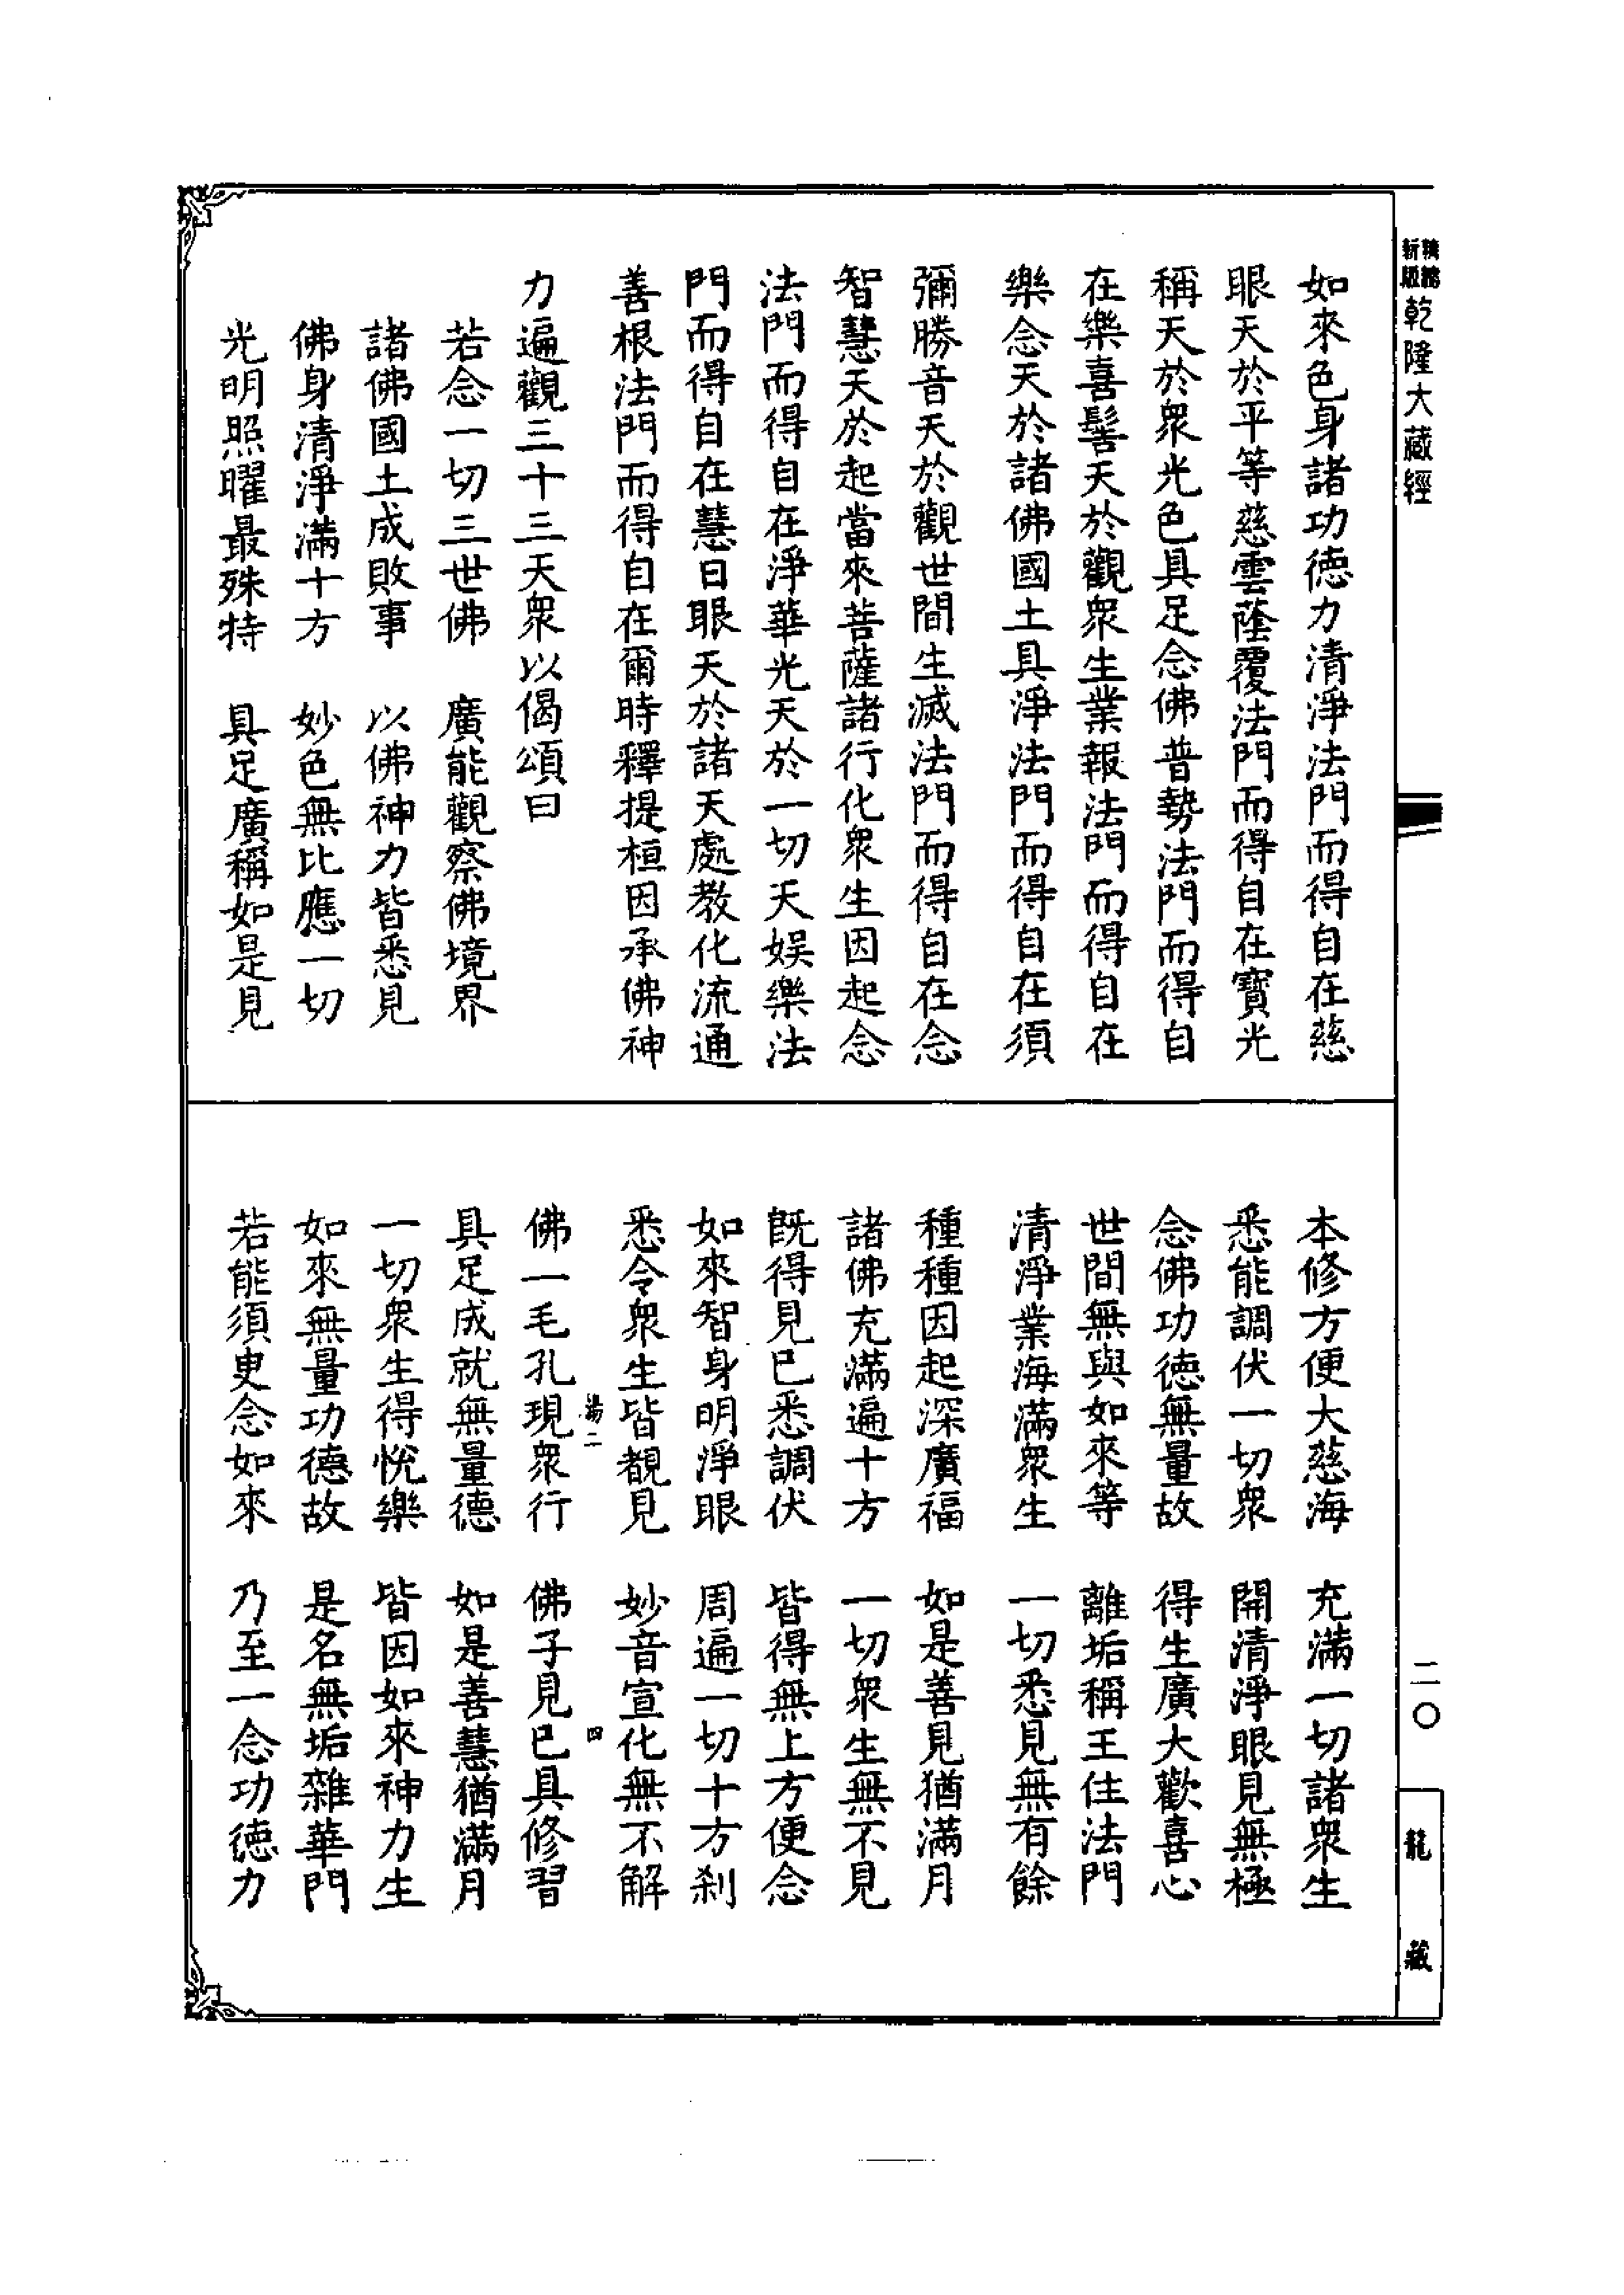 精縮
新版
乾隆大藏經
如來色身諸功德力清淨法門而得自在慈
眼天於平等慈雲蔭覆法門而得自在寶光
稱天於衆光色具足念佛普勢法門而得自
在樂喜髻天於觀衆生業報法門而得自在
樂念天於諸佛國土具淨法門而得自在須
彌勝音天於觀世間生滅法門而得自在念
智慧天於起當來菩薩諸行化衆生因起念
法門而得自在淨華光天於一切天娛樂法
門而得自在慧日眼天於諸天處教化流通
善根法門而得自在爾時釋提桓因承佛神
力遍觀三十三天衆以偈頌曰
若念一切三世佛　廣能觀察佛境界
諸佛國土成敗事　以佛神力皆悉見
佛身清淨滿十方　妙色無比應一切
光明照曜最殊特　具足廣稱如是見
本修方便大慈海　充滿一切諸衆生
悉能調伏一切衆　開清淨眼見無極
念佛功德無量故　得生廣大歡喜心
世間無與如來等　離垢稱王住法門
清淨業海滿衆生　一切悉見無有餘
種種因起深廣福　如是善見猶滿月
諸佛充滿遍十方　一切衆生無不見
既得見已悉調伏　皆得無上方便念
如來智身明淨眼　周遍一切十方刹
悉令衆生皆覩見　妙音宣化無不解
湯二　四
佛一毛孔現衆行　佛子見已具修習
具足成就無量德　如是善慧猶滿月
一切衆生得悅樂　皆因如來神力生
如來無量功德故　是名無垢雜華門
若能須臾念如來　乃至一念功德力
二〇
龍藏